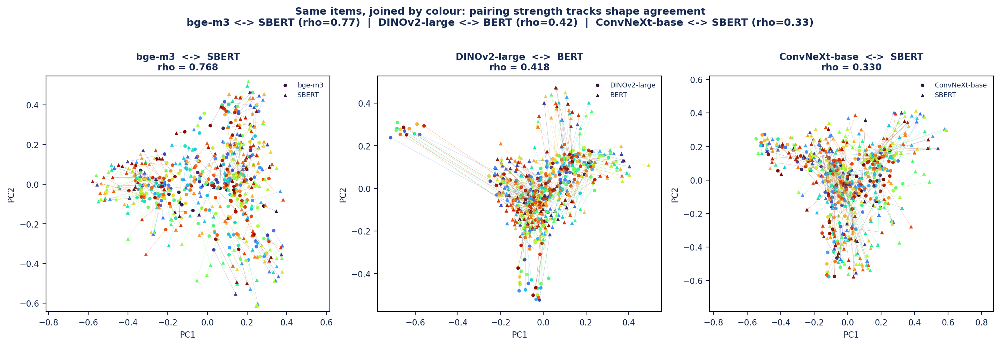 Same items, joined by colour: pairing strength tracks shape agreement
bge-m3 <-> SBERT (rho=0.77)  |  DINOv2-large <-> BERT (rho=0.42)  |  ConvNeXt-base <-> SBERT (rho=0.33)
bge-m3 <-> SBERT
rho = 0.768
bge-m3
SBERT
0.4
0.2
0.0
−0.2
−0.4
−0.6
PC2
−0.8 −0.6 −0.4 −0.2 0.0 0.2 0.4 0.6
PC1
DINOv2-large <-> BERT
rho = 0.418
DINOv2-large
BERT
0.4
0.2
0.0
−0.2
−0.4
PC2
−0.6 −0.4 −0.2 0.0 0.2 0.4
PC1
ConvNeXt-base <-> SBERT
rho = 0.330
ConvNeXt-base
SBERT
0.6
0.4
0.2
0.0
−0.2
−0.4
−0.6
PC2
−0.8 −0.6 −0.4 −0.2 0.0 0.2 0.4 0.6 0.8
PC1